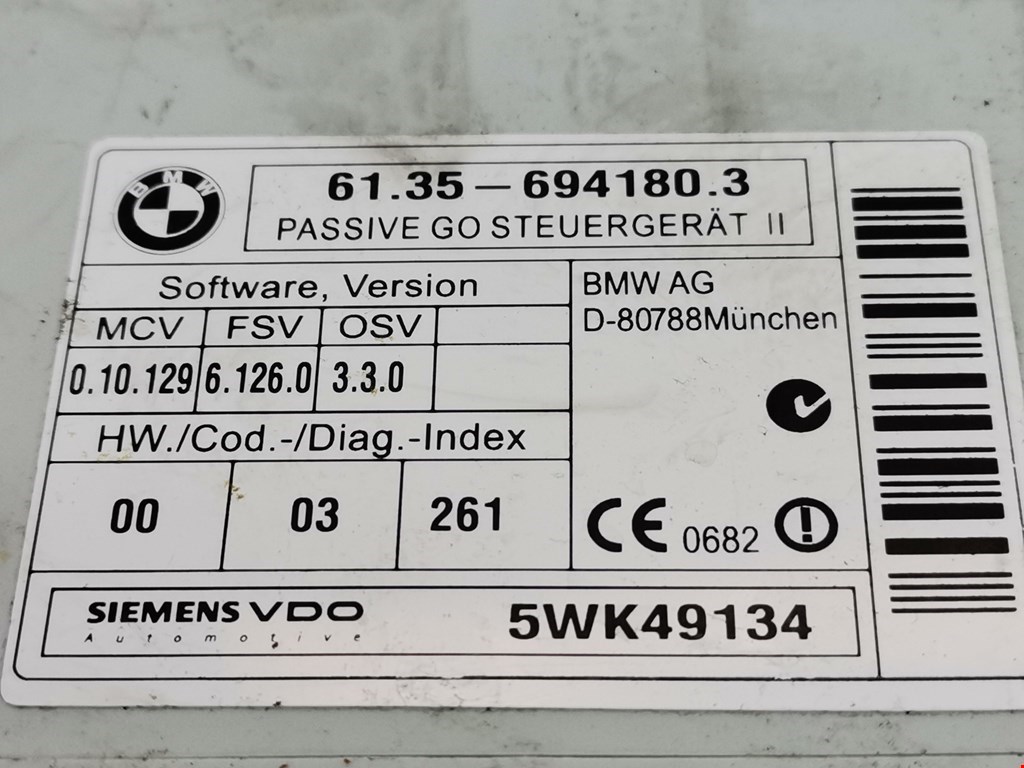 BMW
61.35 – 694180.3
PASSIVE GO STEUERGERÄT II
Software, Version
MCV FSV OSV
0.10.129 6.126.0 3.3.0
HW./Cod.-/Diag.-Index
00 03 261
BMW AG
D-80788München
CE 0682
SIEMENS VDO
Automotive
5WK49134